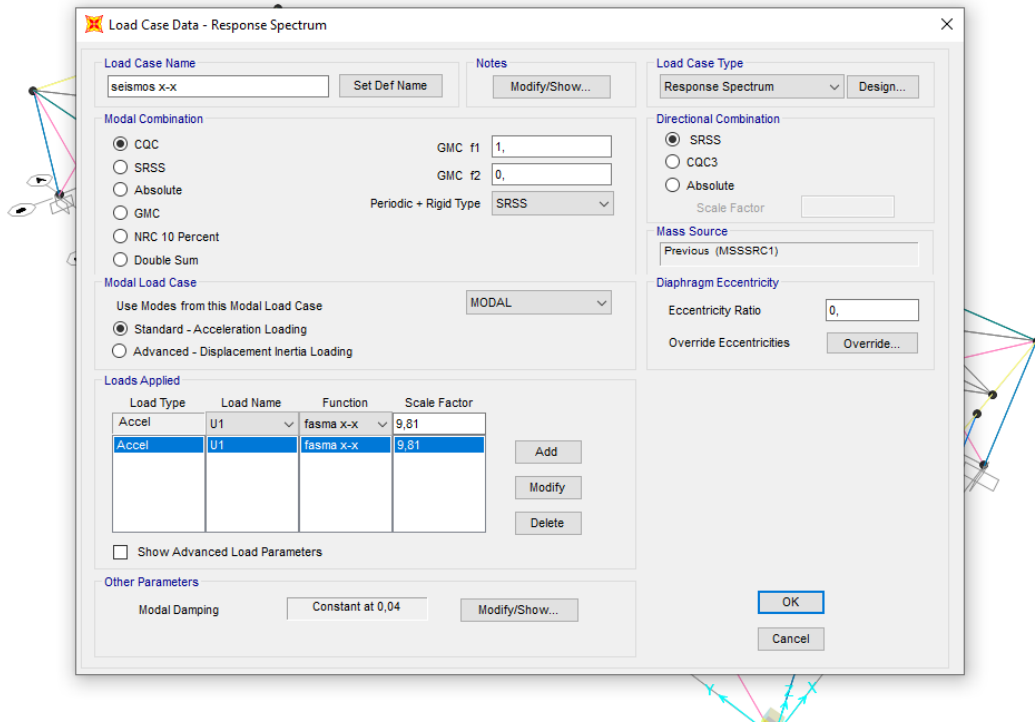 Load Case Data - Response Spectrum
Load Case Name
seismos x-x
Set Def Name
Notes
Modify/Show...
Load Case Type
Response Spectrum
Design...
Modal Combination
CQC
SRSS
Absolute
GMC
NRC 10 Percent
Double Sum
GMC f1
1,
GMC f2
0,
Periodic + Rigid Type
SRSS
Directional Combination
SRSS
CQC3
Absolute
Scale Factor
Mass Source
Previous (MSSSRC1)
Modal Load Case
Use Modes from this Modal Load Case
MODAL
Standard - Acceleration Loading
Advanced - Displacement Inertia Loading
Diaphragm Eccentricity
Eccentricity Ratio
0,
Override Eccentricities
Override...
Loads Applied
Load Type Load Name Function Scale Factor
Accel U1 fasma x-x 9,81
Accel U1 fasma x-x 9,81
Add
Modify
Delete
Show Advanced Load Parameters
Other Parameters
Modal Damping
Constant at 0,04
Modify/Show...
OK
Cancel
Y Z X